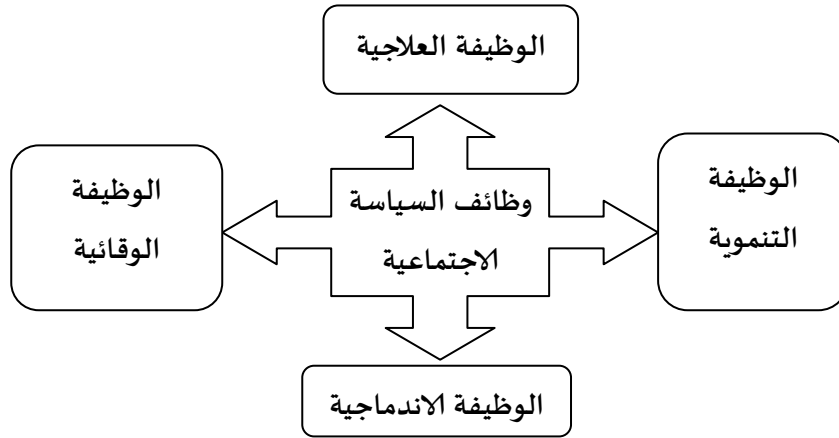 الوظيفة العلاجية
الوظيفة
التنموية
وظائف السياسة
الاجتماعية
الوظيفة
الوقائية
الوظيفة الاندماجية